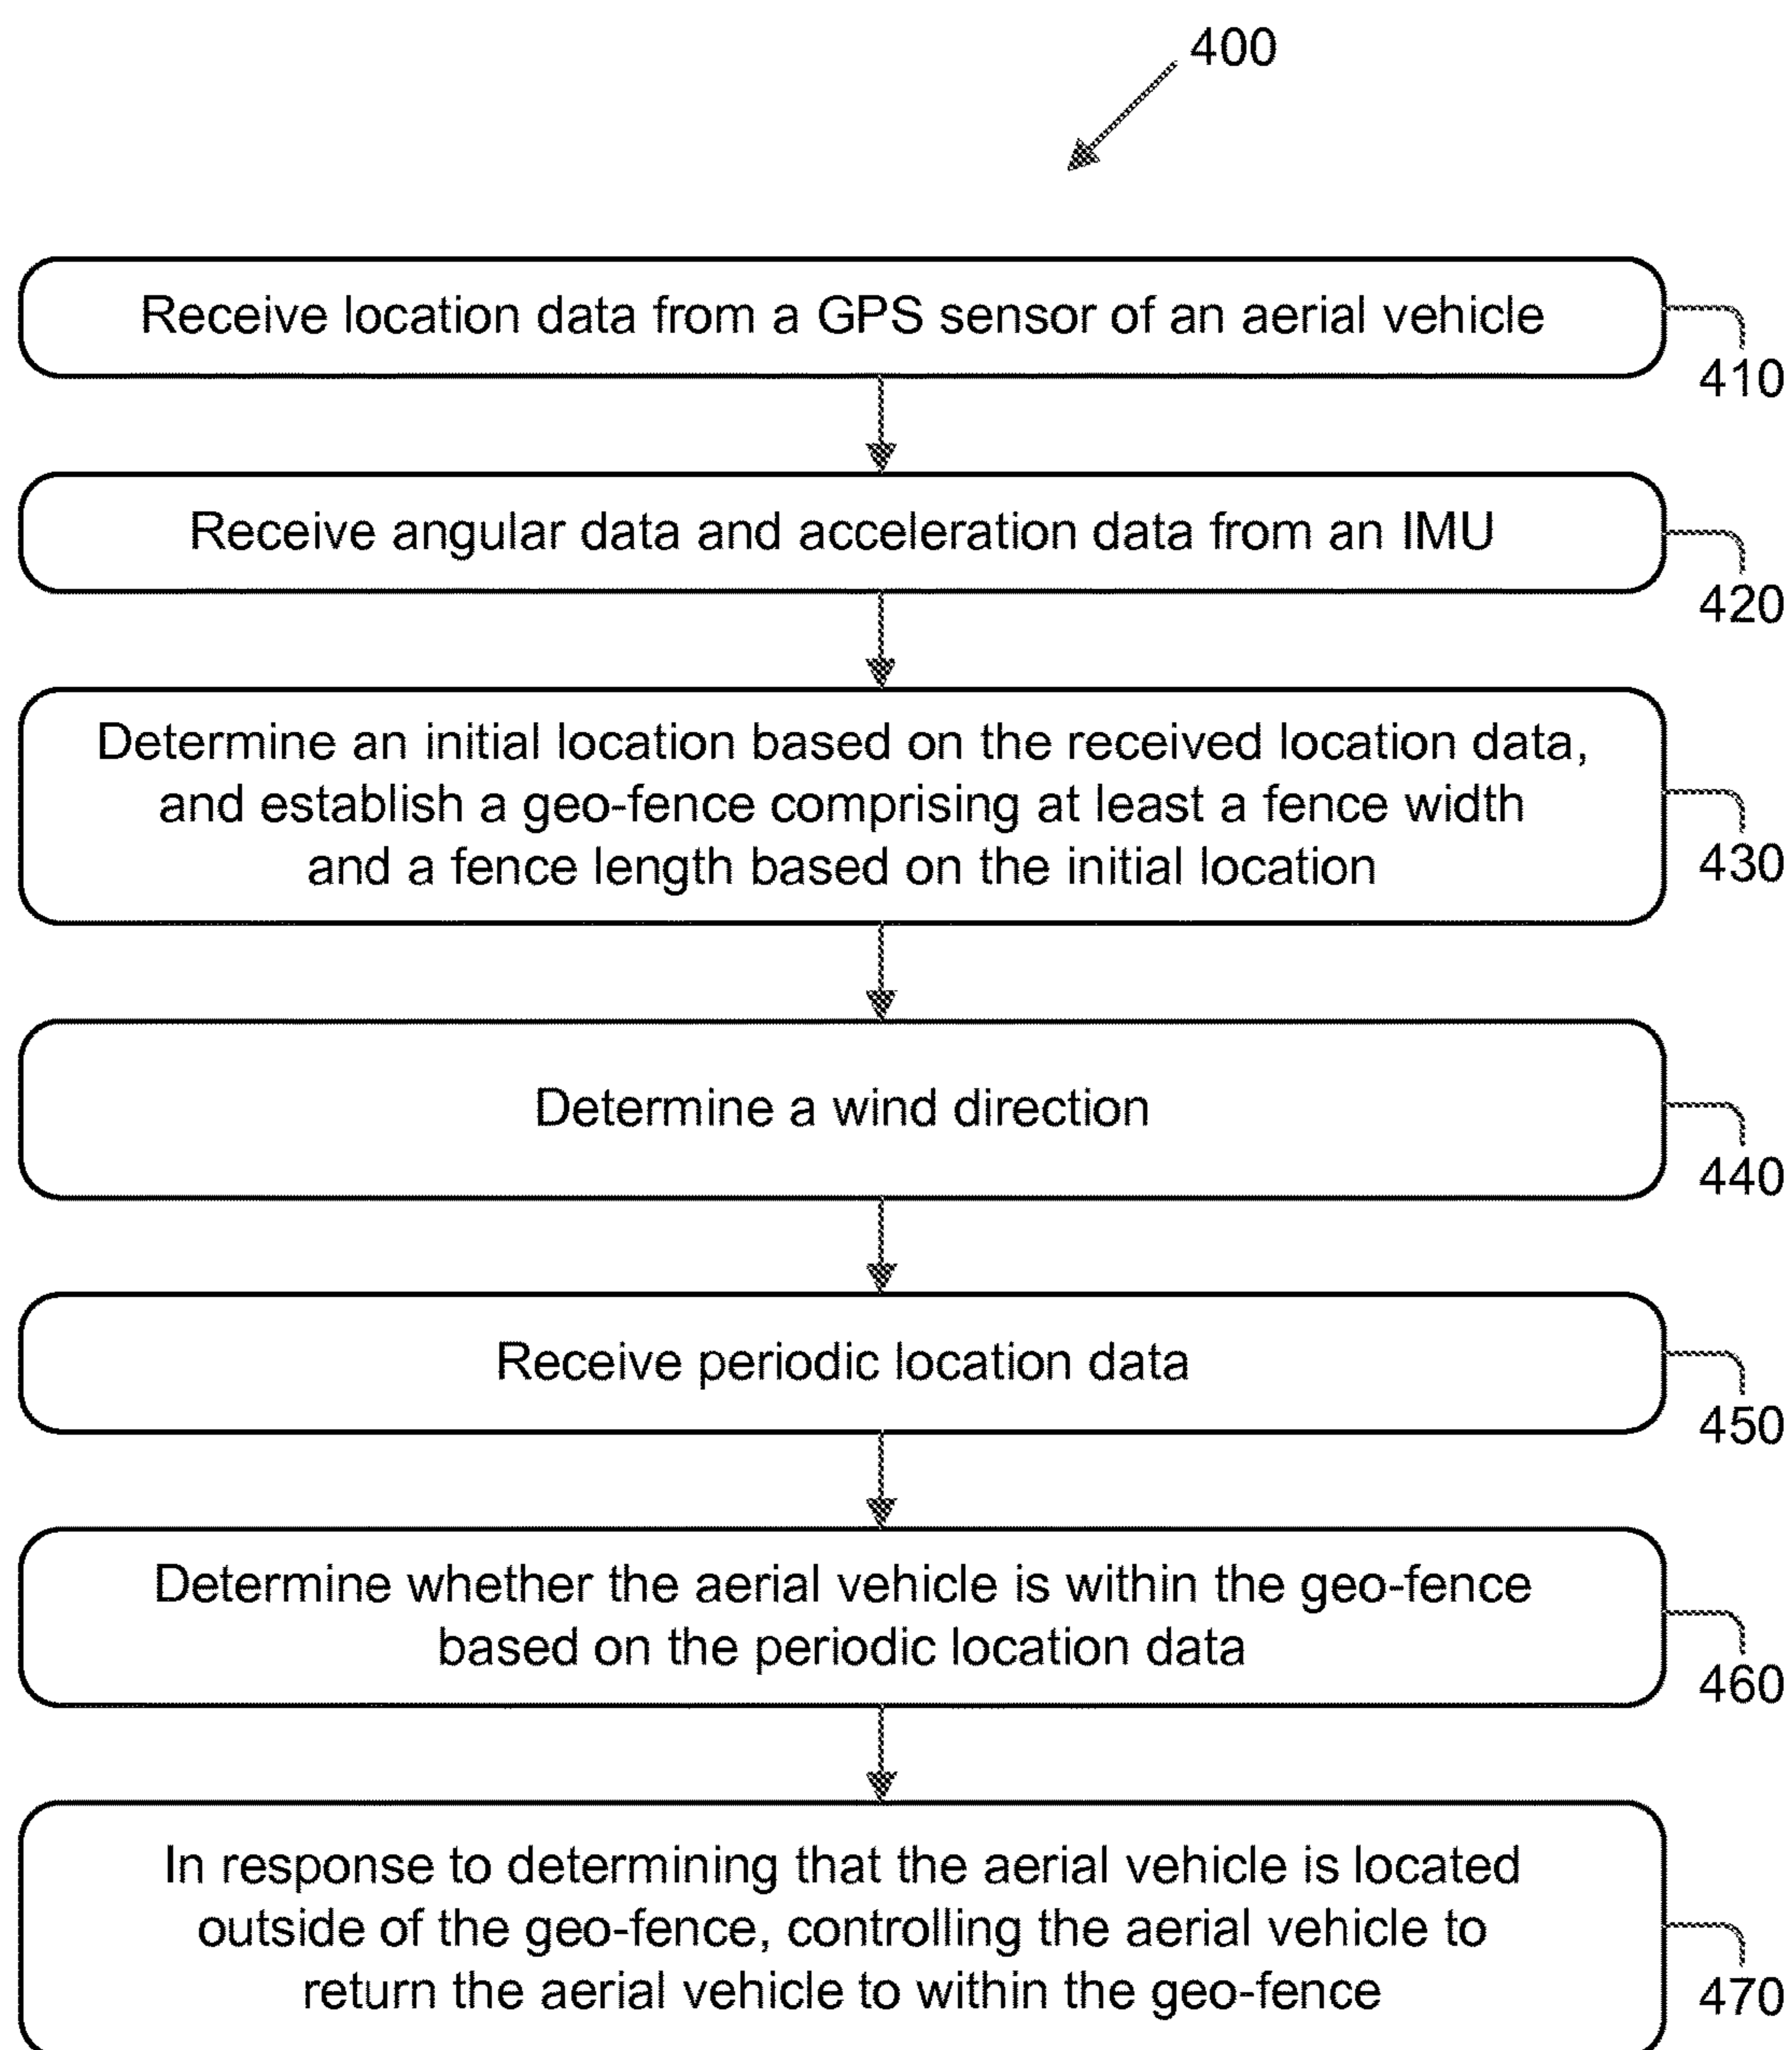 400
Receive location data from a GPS sensor of an aerial vehicle
410
Receive angular data and acceleration data from an IMU
420
Determine an initial location based on the received location data,
and establish a geo-fence comprising at least a fence width
and a fence length based on the initial location
430
Determine a wind direction
440
Receive periodic location data
450
Determine whether the aerial vehicle is within the geo-fence
based on the periodic location data
460
In response to determining that the aerial vehicle is located
outside of the geo-fence, controlling the aerial vehicle to
return the aerial vehicle to within the geo-fence
470